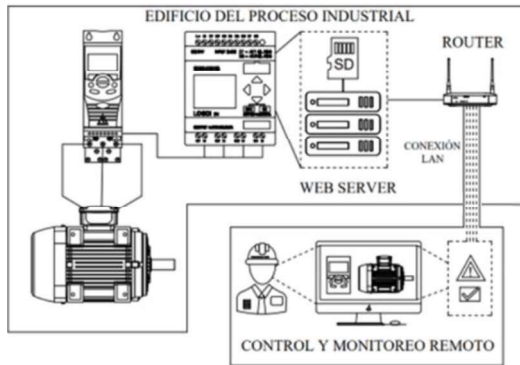 EDIFICIO DEL PROCESO INDUSTRIAL
ROUTER
SD
CONEXIÓN
LAN
WEB SERVER
CONTROL Y MONITOREO REMOTO